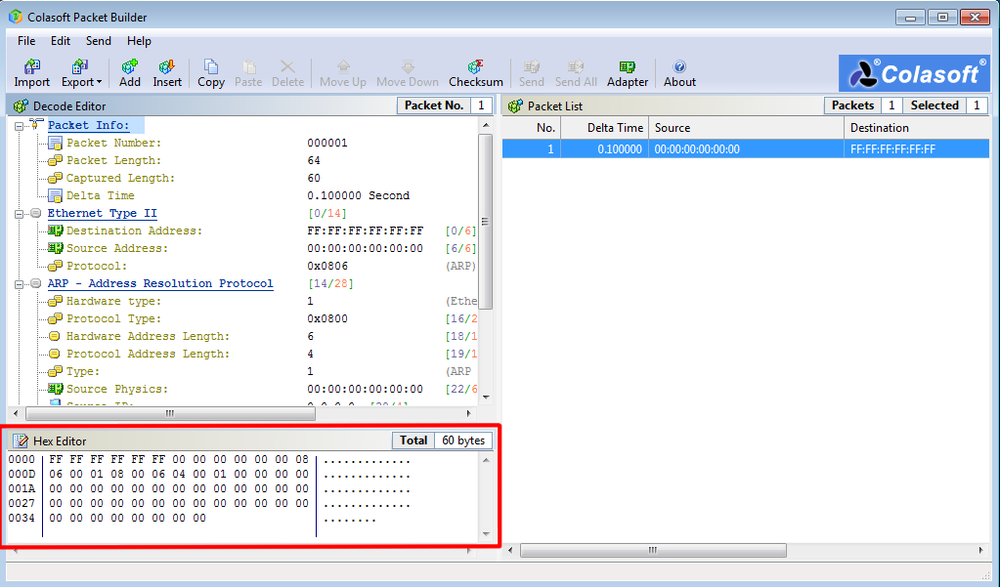 Colasoft Packet Builder
File Edit Send Help
Import Export Add Insert Copy Paste Delete Move Up Move Down Checksum Send Send All Adapter About
Colasoft®
Decode Editor Packet No. 1
Packet Info:
Packet Number: 000001
Packet Length: 64
Captured Length: 60
Delta Time 0.100000 Second
Ethernet Type II [0/14]
Destination Address: FF:FF:FF:FF:FF:FF [0/6]
Source Address: 00:00:00:00:00:00 [6/6]
Protocol: 0x0806 (ARP)
ARP - Address Resolution Protocol [14/28]
Hardware type: 1 (Ethe
Protocol Type: 0x0800 [16/2
Hardware Address Length: 6 [18/1
Protocol Address Length: 4 [19/1
Type: 1 (ARP
Source Physics: 00:00:00:00:00:00 [22/6
Packet List Packets 1 Selected 1
No. Delta Time Source Destination
1 0.100000 00:00:00:00:00:00 FF:FF:FF:FF:FF:FF
Hex Editor Total 60 bytes
0000 FF FF FF FF FF FF 00 00 00 00 00 00 08 .............
000D 06 00 01 08 00 06 04 00 01 00 00 00 00 .............
001A 00 00 00 00 00 00 00 00 00 00 00 00 00 .............
0027 00 00 00 00 00 00 00 00 00 00 00 00 00 .............
0034 00 00 00 00 00 00 00 00 ........